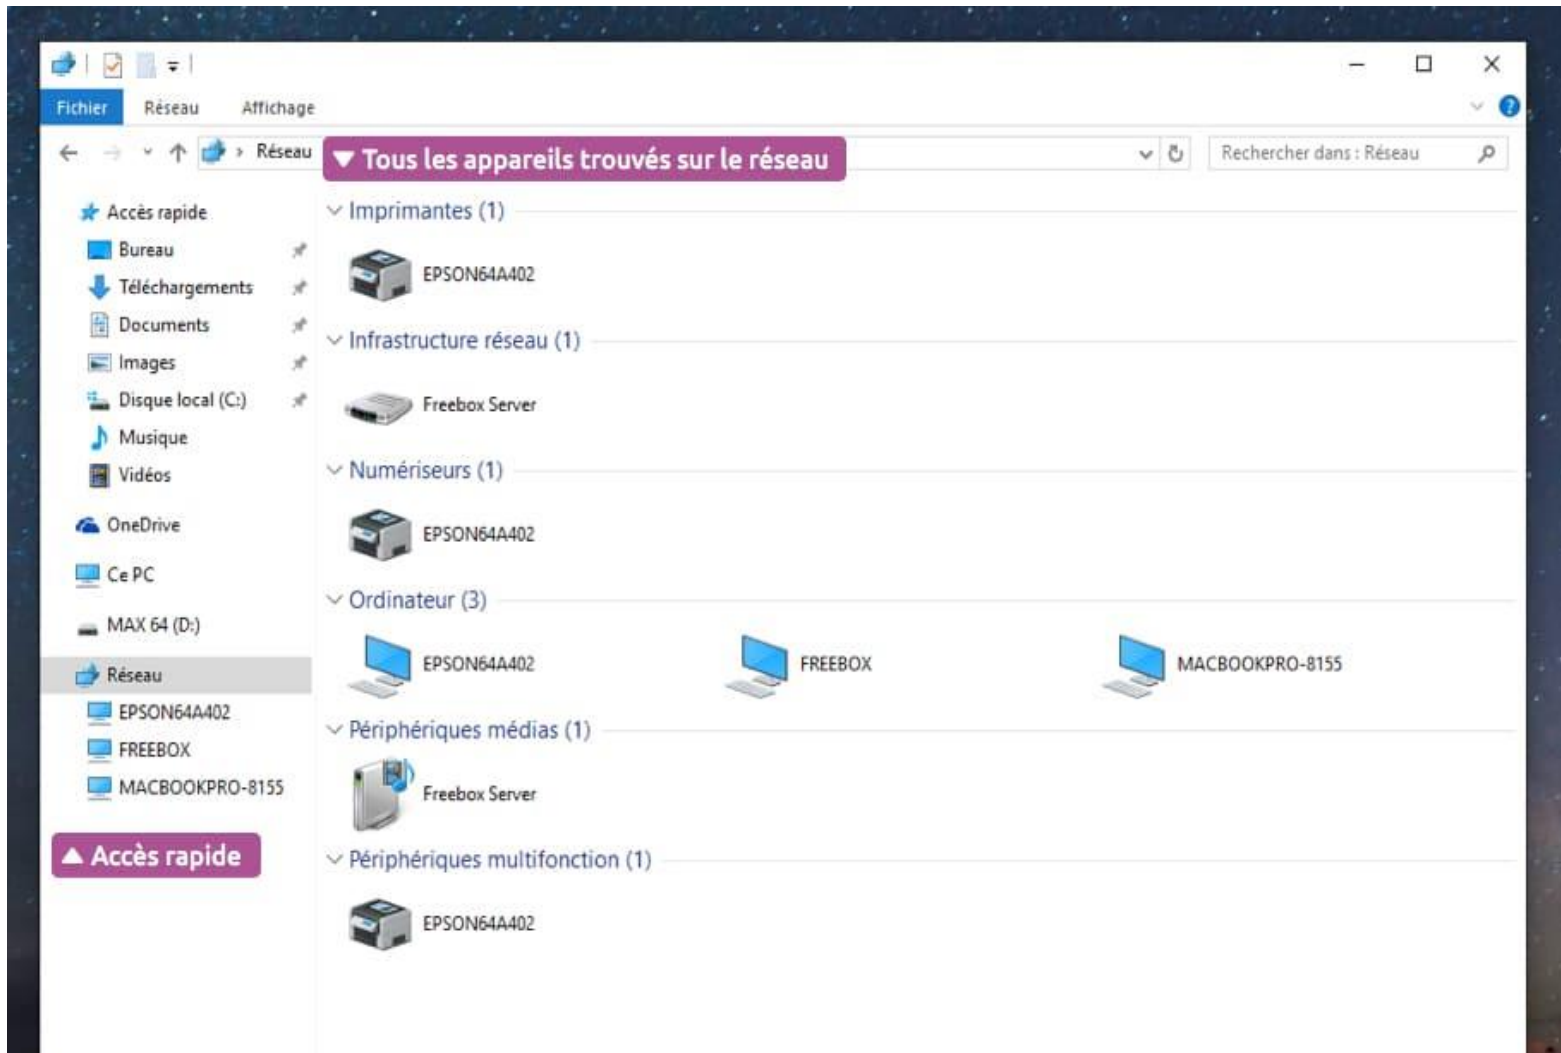 Fichier Réseau Affichage
Réseau
▼ Tous les appareils trouvés sur le réseau
Rechercher dans : Réseau
Accès rapide
Bureau
Téléchargements
Documents
Images
Disque local (C:)
Musique
Vidéos
OneDrive
Ce PC
MAX 64 (D:)
Réseau
EPSON64A402
FREEBOX
MACBOOKPRO-8155
▲ Accès rapide
Imprimantes (1)
EPSON64A402
Infrastructure réseau (1)
Freebox Server
Numériseurs (1)
EPSON64A402
Ordinateur (3)
EPSON64A402 FREEBOX MACBOOKPRO-8155
Périphériques médias (1)
Freebox Server
Périphériques multifonction (1)
EPSON64A402